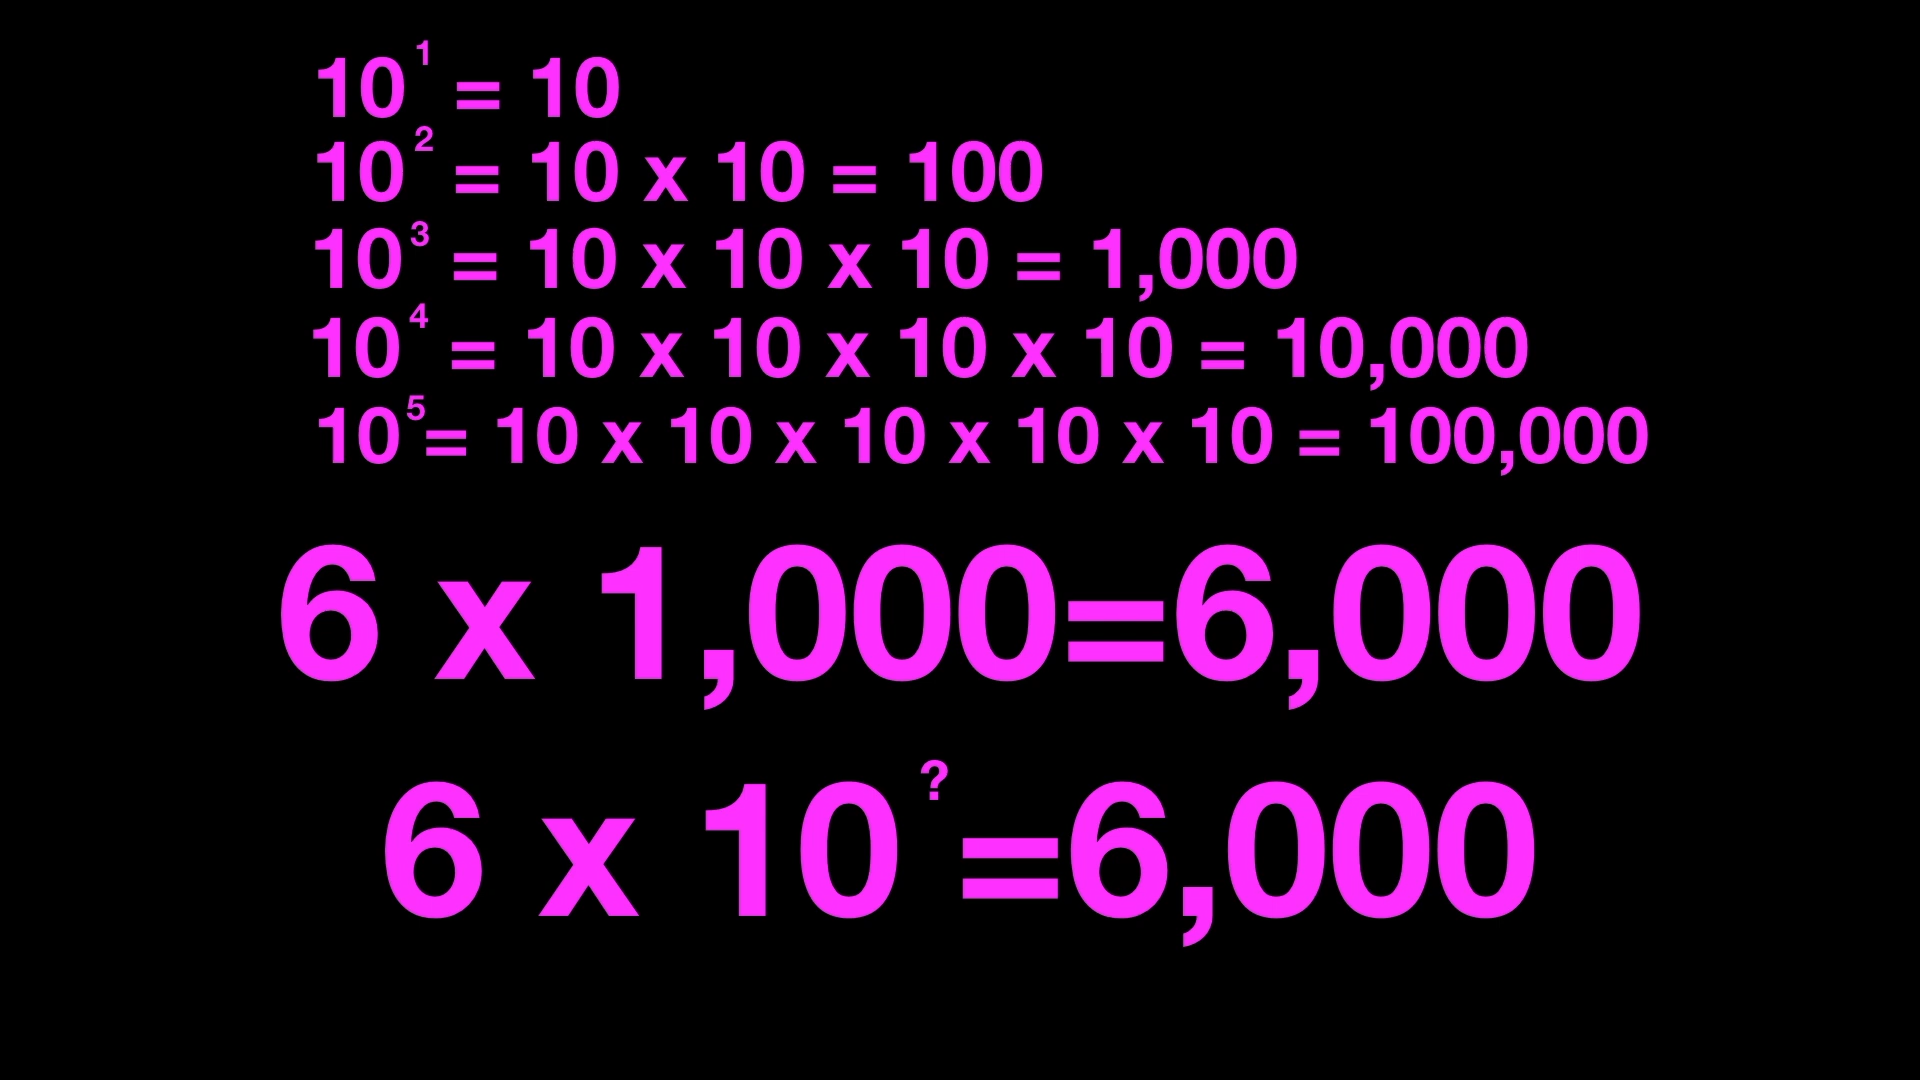 10¹ = 10
10² = 10 x 10 = 100
10³ = 10 x 10 x 10 = 1,000
10⁴ = 10 x 10 x 10 x 10 = 10,000
10⁵= 10 x 10 x 10 x 10 x 10 = 100,000
6 x 1,000=6,000
6 x 10^?=6,000